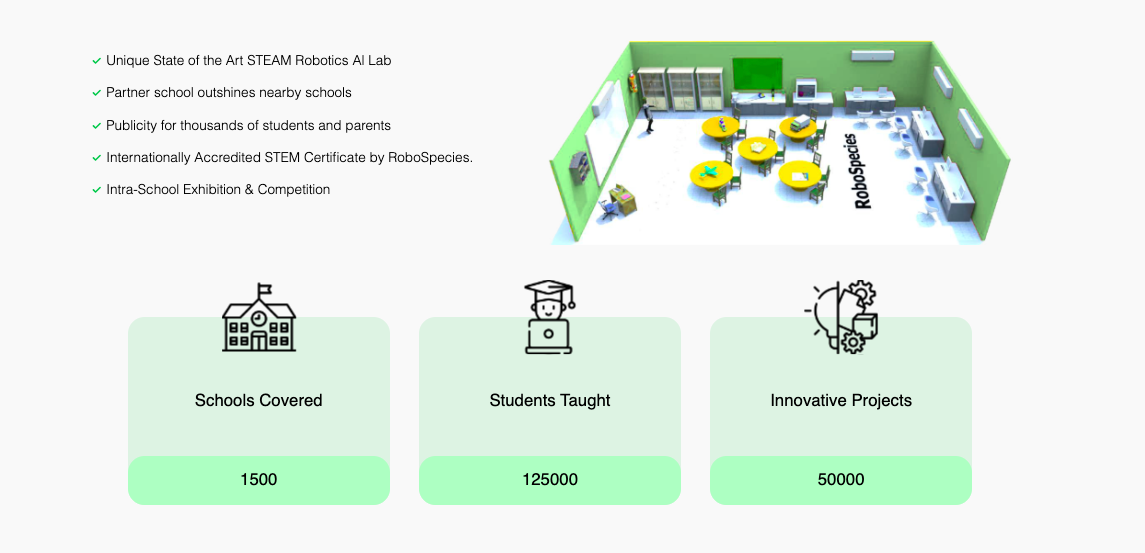 Unique State of the Art STEAM Robotics AI Lab
Partner school outshines nearby schools
Publicity for thousands of students and parents
Internationally Accredited STEM Certificate by RoboSpecies.
Intra-School Exhibition & Competition
RoboSpecies
Schools Covered
1500
Students Taught
125000
Innovative Projects
50000